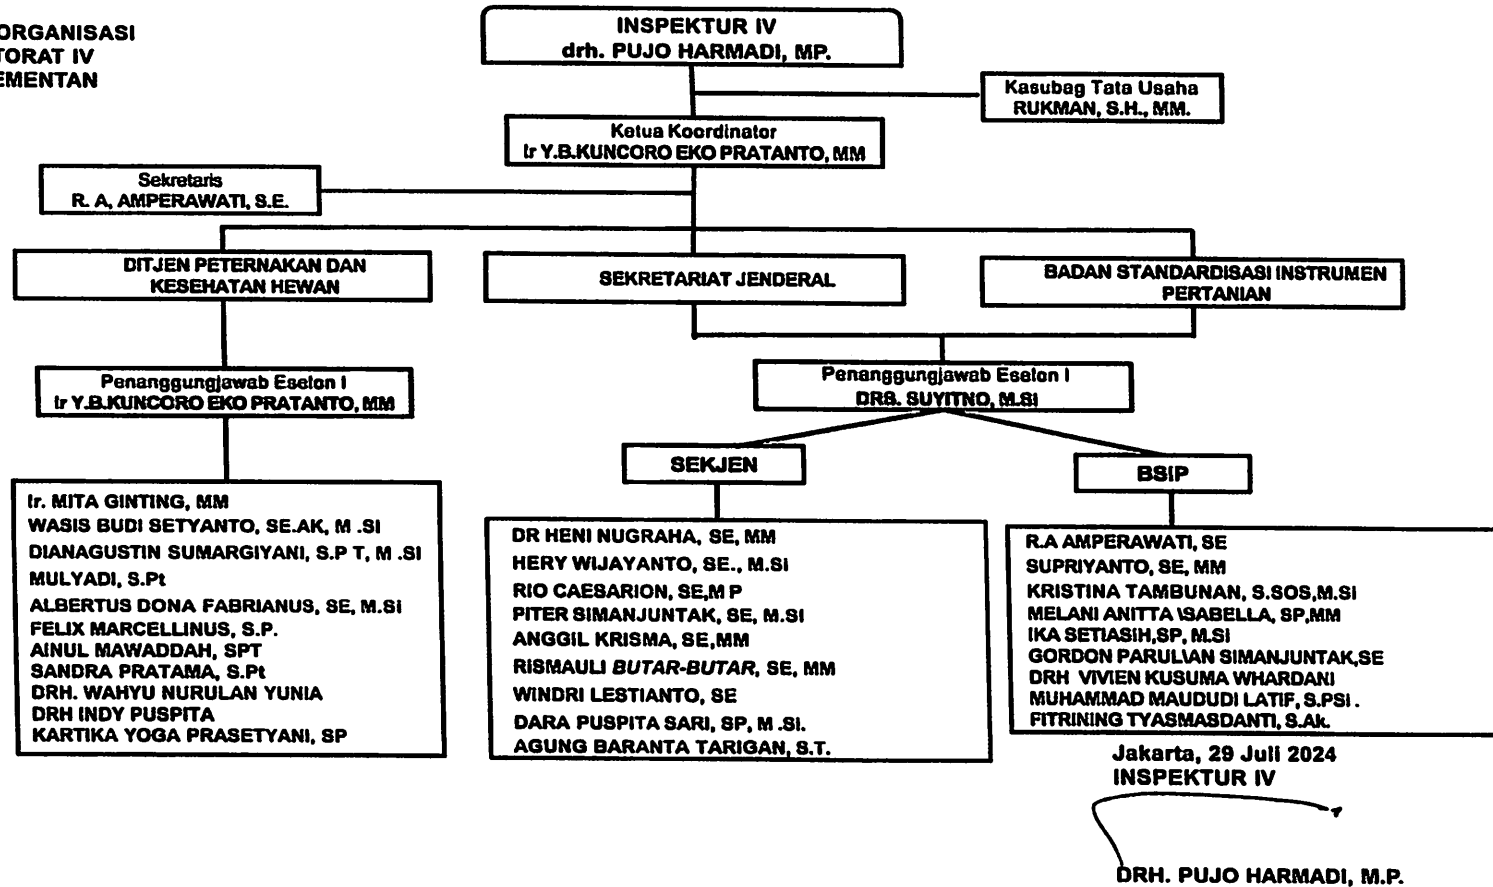 ORGANISASI
TORAT IV
EMENTAN
INSPEKTUR IV
drh. PUJO HARMADI, MP.
Kasubag Tata Usaha
RUKMAN, S.H., MM.
Ketua Koordinator
Ir Y.B.KUNCORO EKO PRATANTO, MM
Sekretaris
R. A, AMPERAWATI, S.E.
DITJEN PETERNAKAN DAN
KESEHATAN HEWAN
SEKRETARIAT JENDERAL
BADAN STANDARDISASI INSTRUMEN
PERTANIAN
Penanggungjawab Eselon I
Ir Y.B.KUNCORO EKO PRATANTO, MM
Penanggungjawab Eselon I
DRS. SUYITNO, M.SI
SEKJEN
BSIP
Ir. MITA GINTING, MM
WASIS BUDI SETYANTO, SE.AK, M .SI
DIANAGUSTIN SUMARGIYANI, S.P T, M .SI
MULYADI, S.Pt
ALBERTUS DONA FABRIANUS, SE, M.Si
FELIX MARCELLINUS, S.P.
AINUL MAWADDAH, SPT
SANDRA PRATAMA, S.Pt
DRH. WAHYU NURULAN YUNIA
DRH INDY PUSPITA
KARTIKA YOGA PRASETYANI, SP
DR HENI NUGRAHA, SE, MM
HERY WIJAYANTO, SE., M.Si
RIO CAESARION, SE,M P
PITER SIMANJUNTAK, SE, M.SI
ANGGIL KRISMA, SE,MM
RISMAULI BUTAR-BUTAR, SE, MM
WINDRI LESTIANTO, SE
DARA PUSPITA SARI, SP, M .SI.
AGUNG BARANTA TARIGAN, S.T.
R.A AMPERAWATI, SE
SUPRIYANTO, SE, MM
KRISTINA TAMBUNAN, S.SOS,M.SI
MELANI ANITTA ISABELLA, SP,MM
IKA SETIASIH,SP, M.SI
GORDON PARULIAN SIMANJUNTAK,SE
DRH VIVIEN KUSUMA WHARDANI
MUHAMMAD MAUDUDI LATIF, S.PSI .
FITRINING TYASMASDANTI, S.Ak.
Jakarta, 29 Juli 2024
INSPEKTUR IV
DRH. PUJO HARMADI, M.P.